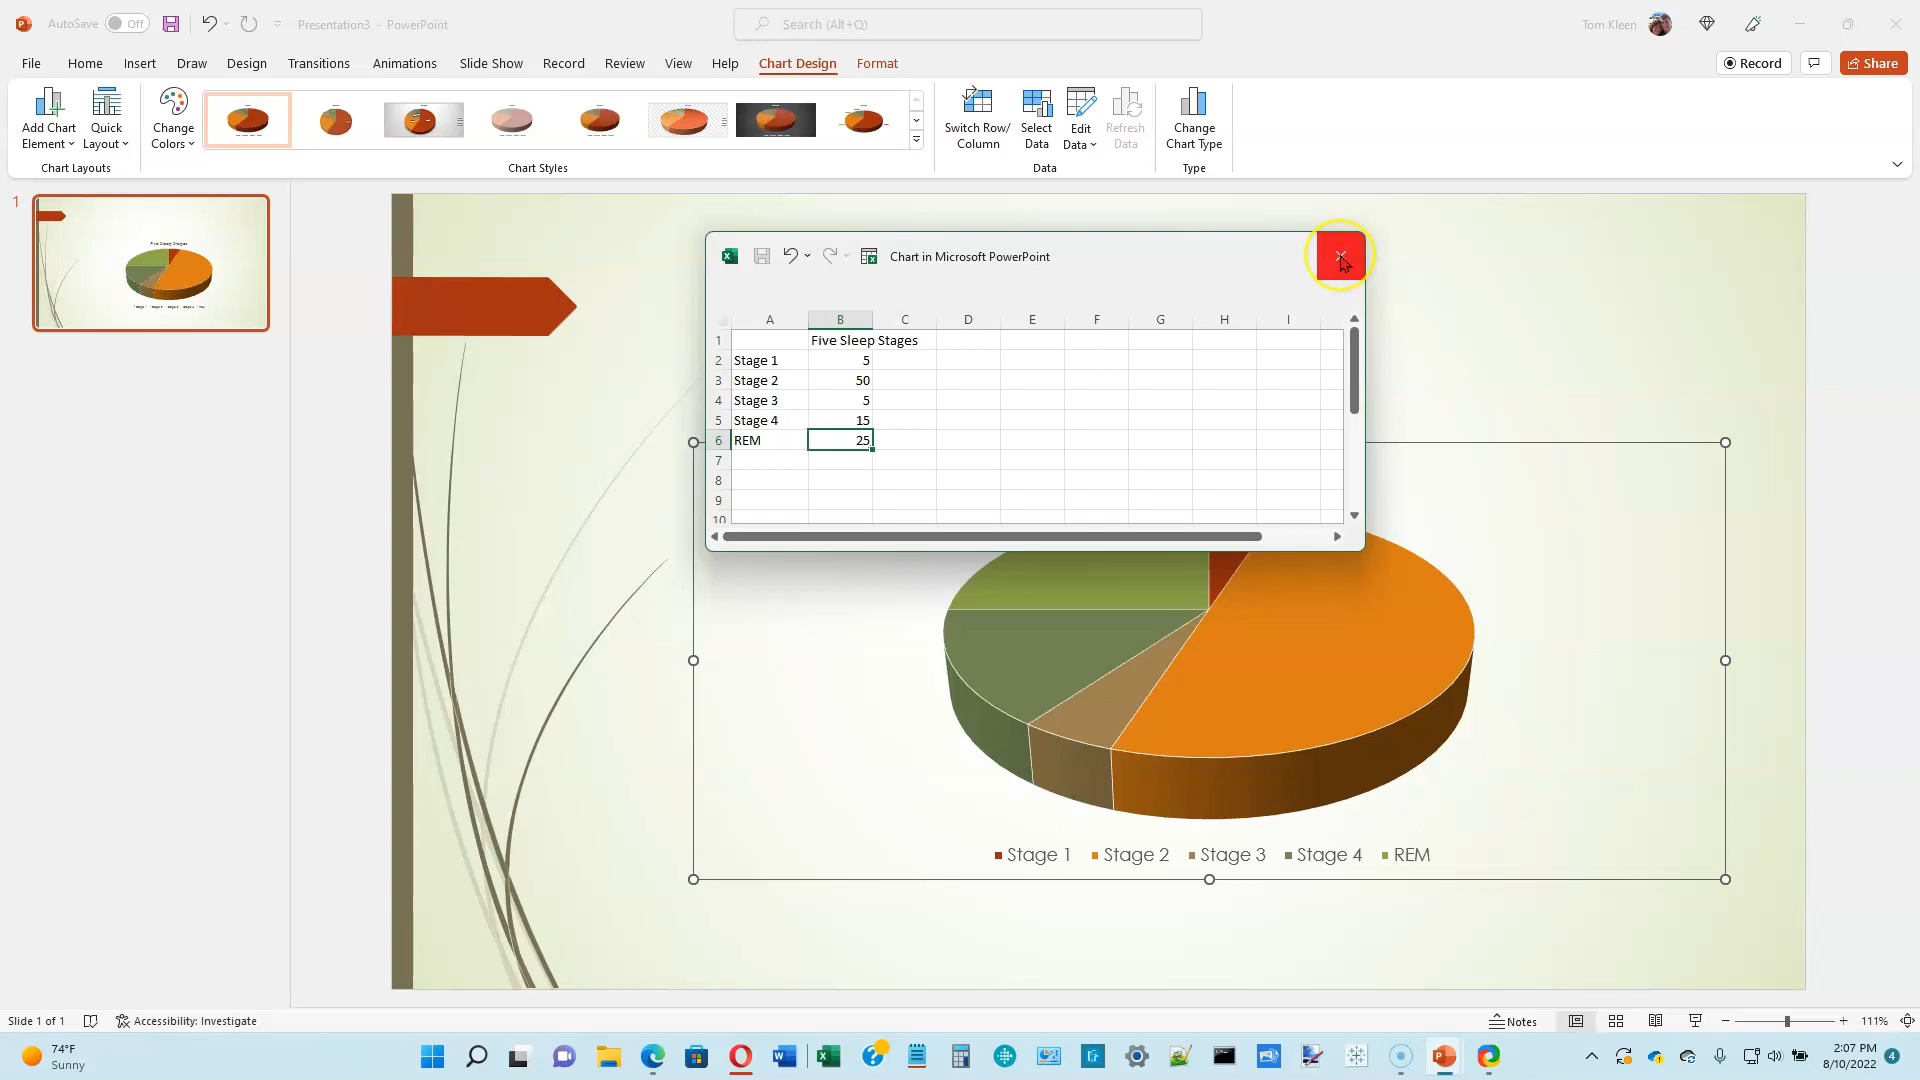 AutoSave Off Presentation3 - PowerPoint Search (Alt+Q) Tom Kleen
File Home Insert Draw Design Transitions Animations Slide Show Record Review View Help Chart Design Format Record Share
Add Chart Element Quick Layout Change Colors Switch Row/ Column Select Data Edit Data Refresh Data Change Chart Type
Chart Layouts Chart Styles Data Type
1
Five Sleep Stages
Chart in Microsoft PowerPoint
A B C D E F G H I
1 Five Sleep Stages
2 Stage 1 5
3 Stage 2 50
4 Stage 3 5
5 Stage 4 15
6 REM 25
7
8
9
10
Stage 1 Stage 2 Stage 3 Stage 4 REM
Slide 1 of 1 Accessibility: Investigate Notes 111%
74°F
Sunny
2:07 PM
8/10/2022 4